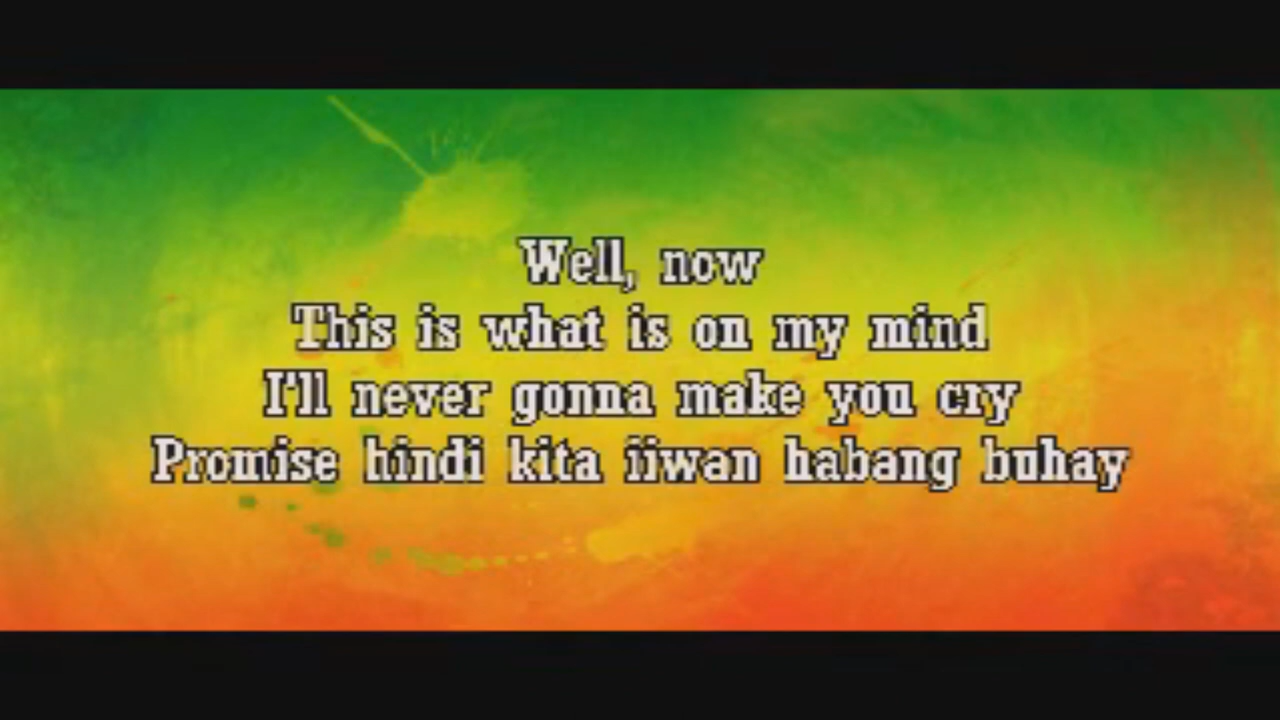 Well, now
This is what is on my mind
I'll never gonna make you cry
Promise hindi kita iiwan habang buhay